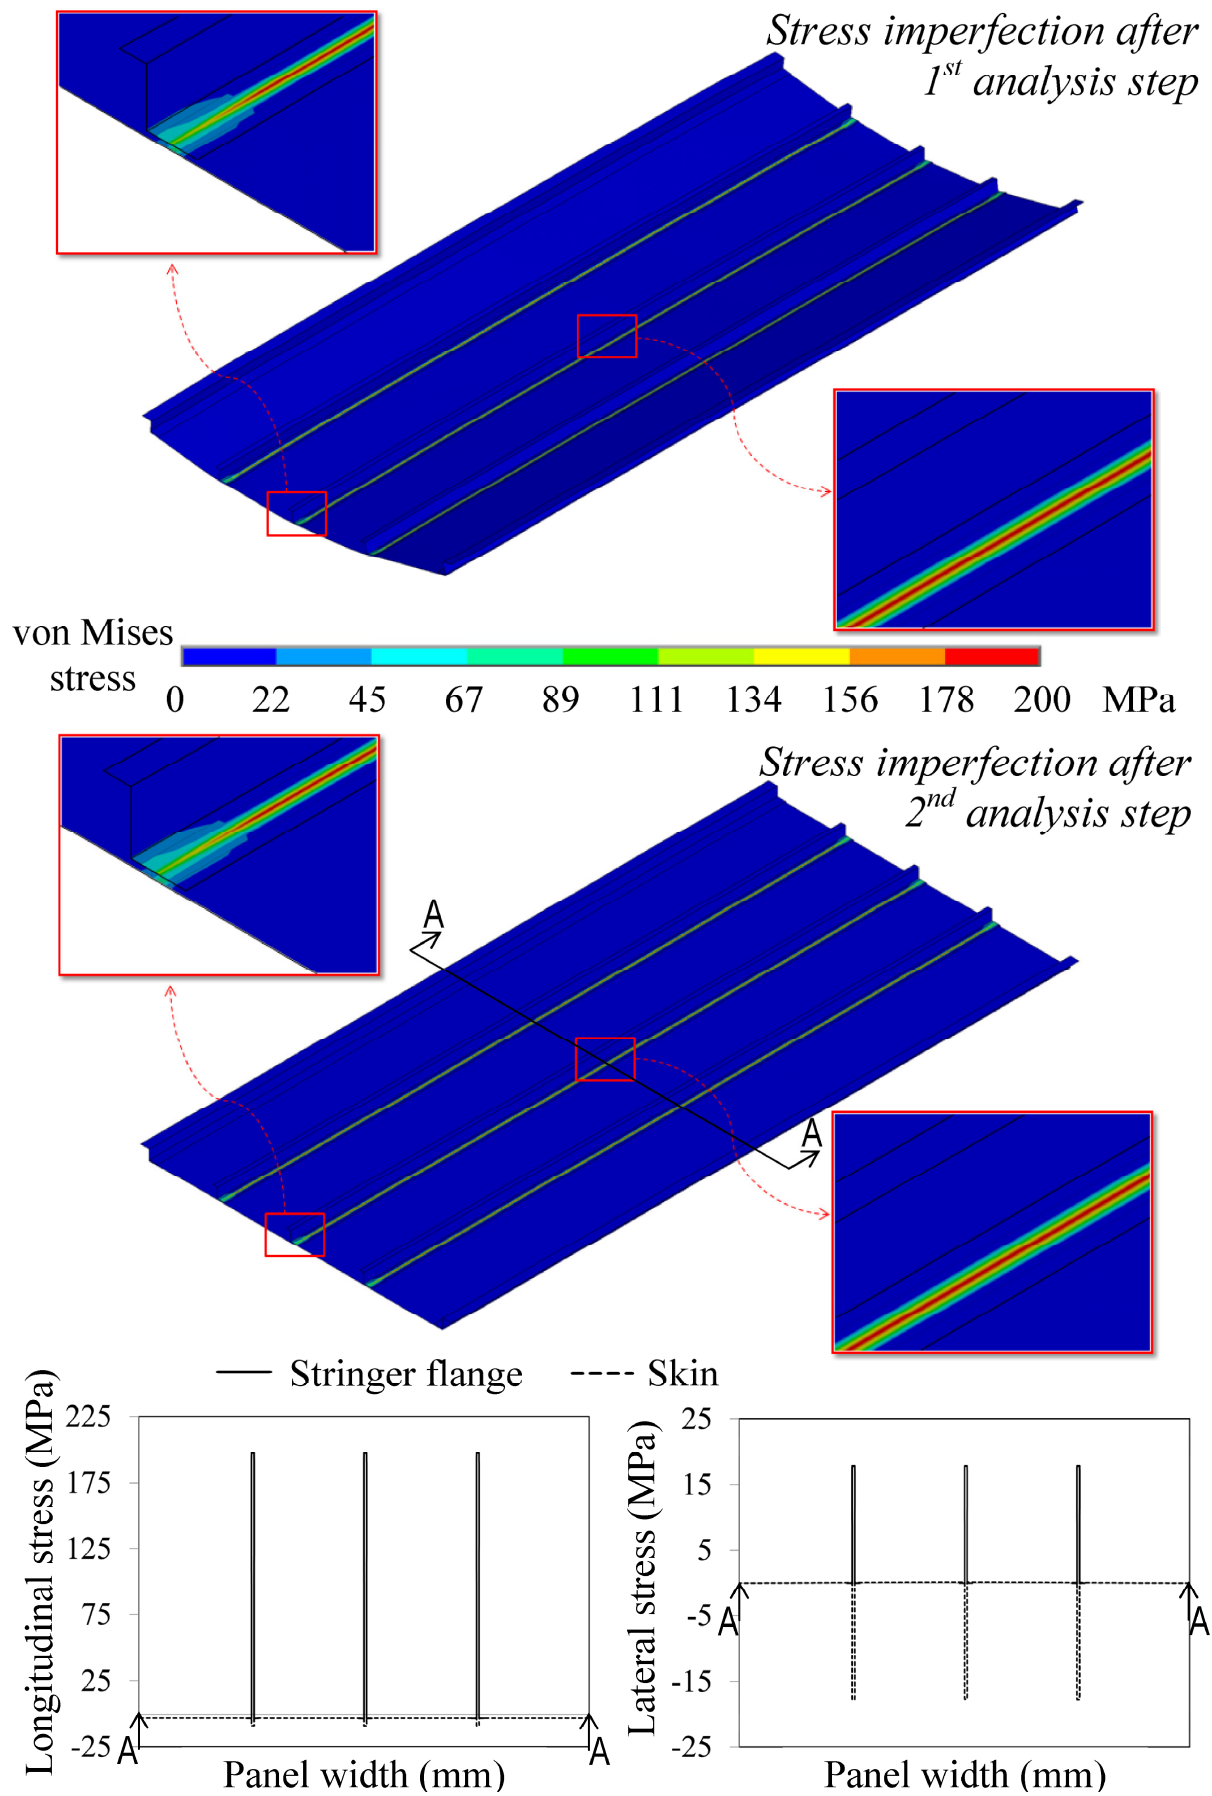 Stress imperfection after
1st analysis step
von Mises
stress
0 22 45 67 89 111 134 156 178 200 MPa
Stress imperfection after
2nd analysis step
A
A
Stringer flange Skin
Longitudinal stress (MPa)
225
175
125
75
25
-25
A
A
Panel width (mm)
Lateral stress (MPa)
25
15
5
-5
-15
-25
A
A
Panel width (mm)